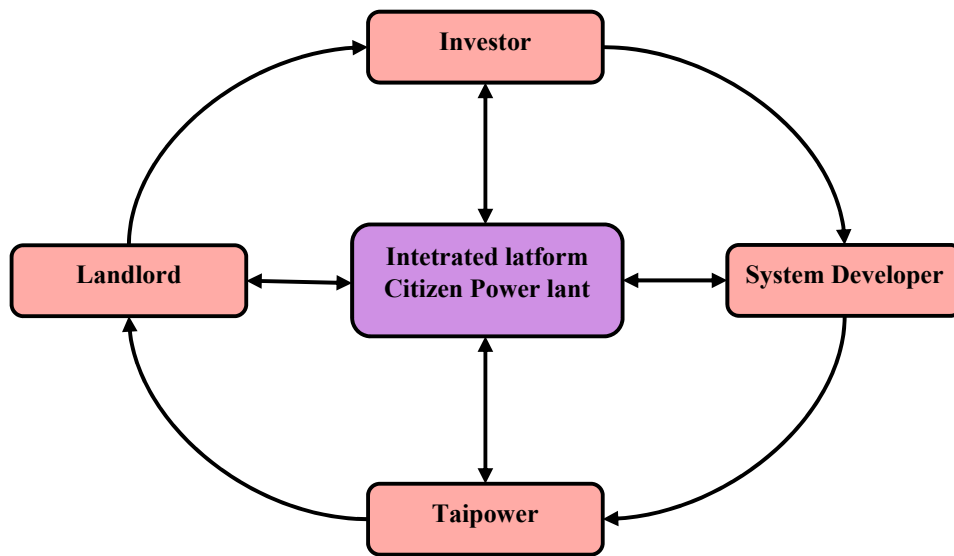 Investor
Landlord
Intetrated latform
Citizen Power lant
System Developer
Taipower